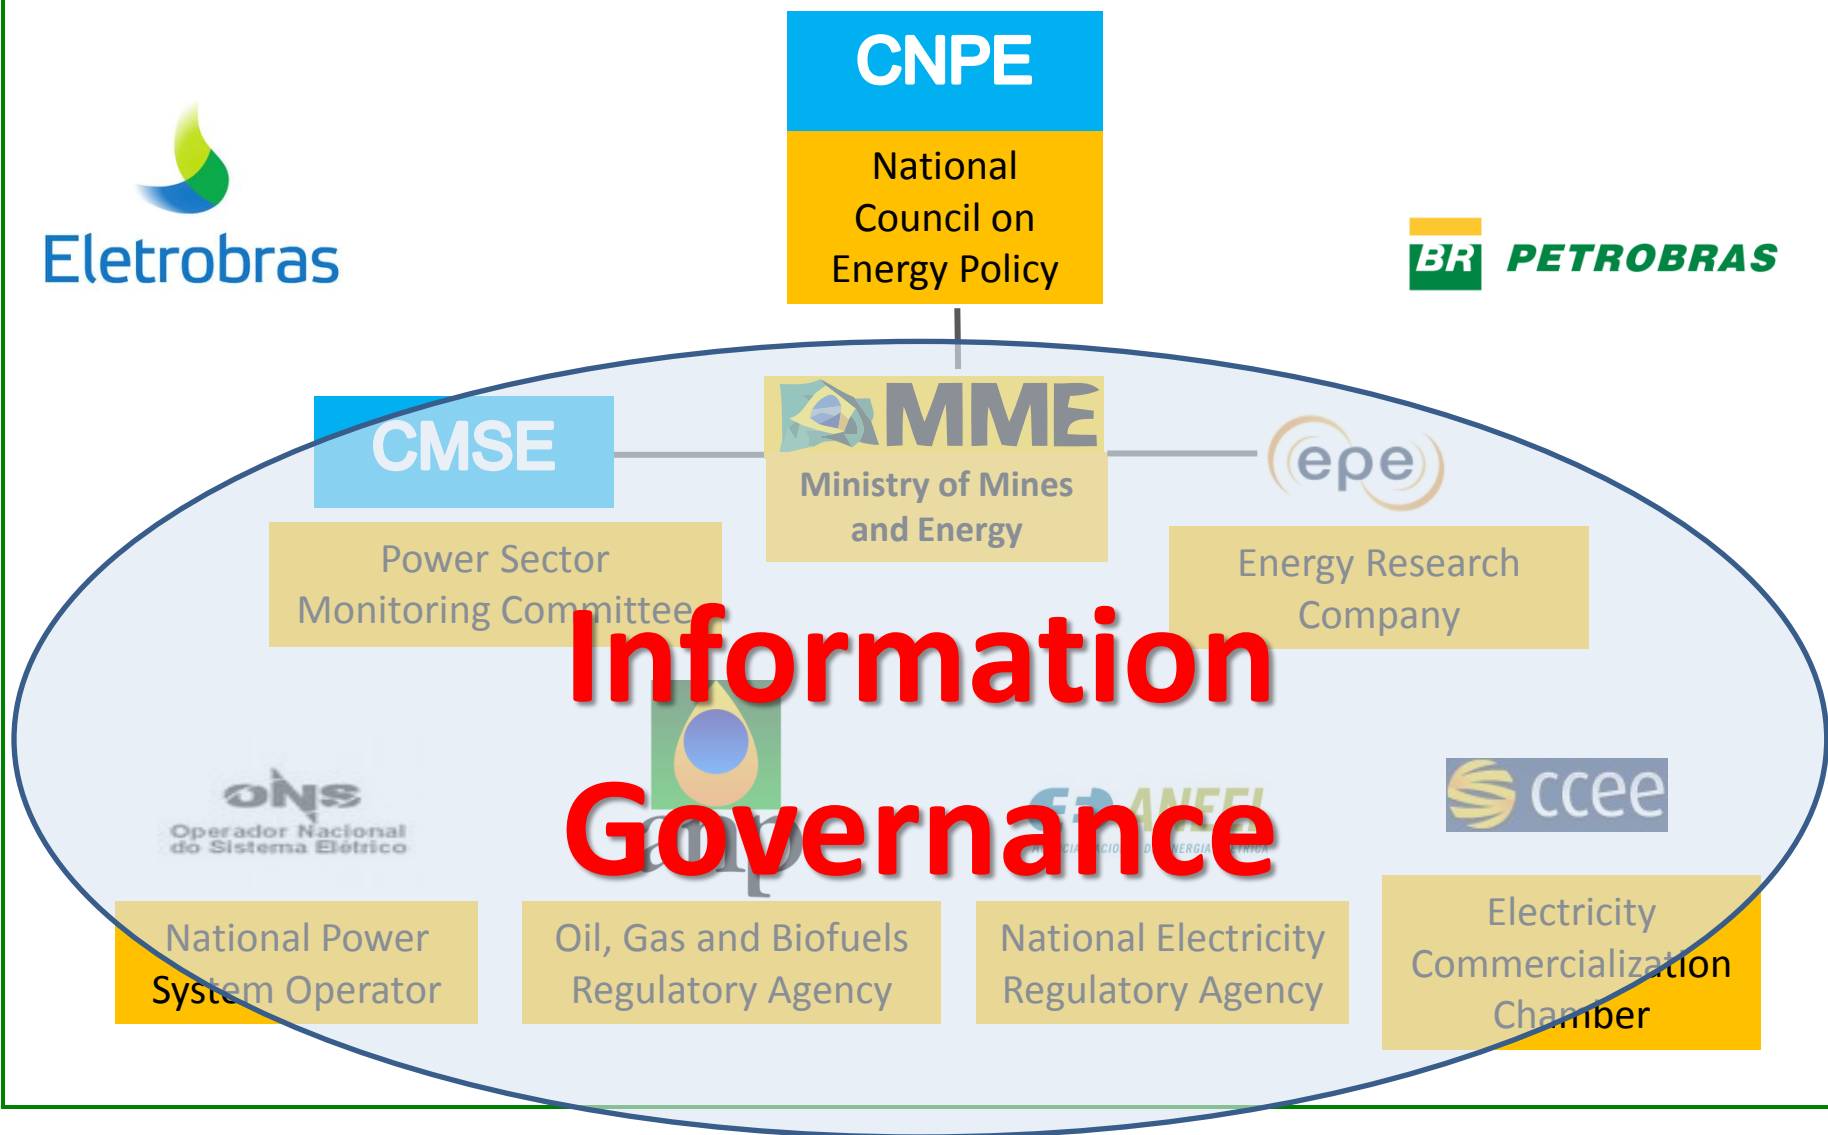 CNPE
National
Council on
Energy Policy
Eletrobras
BR PETROBRAS
CMSE
MME
Ministry of Mines
and Energy
epe
Power Sector
Monitoring Committee
Energy Research
Company
Information
Governance
ONS
Operador Nacional
do Sistema Elétrico
anp
ANEEL
ccee
National Power
System Operator
Oil, Gas and Biofuels
Regulatory Agency
National Electricity
Regulatory Agency
Electricity
Commercialization
Chamber